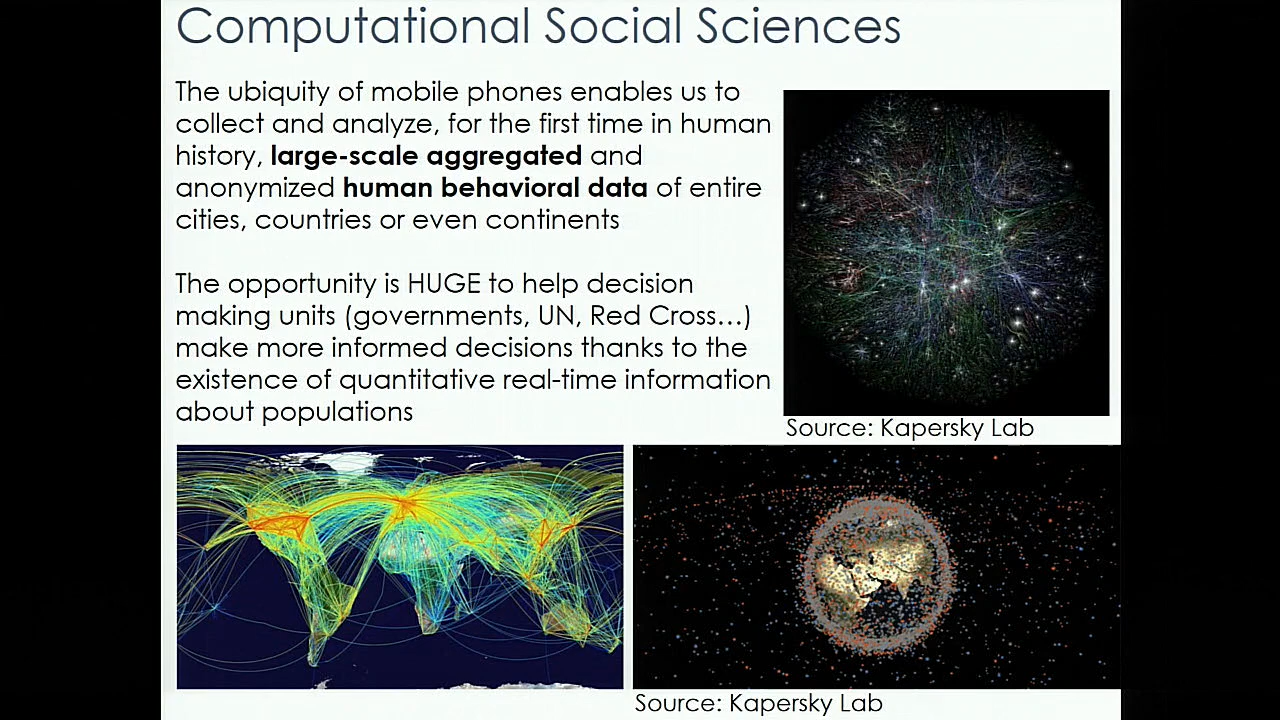 Computational Social Sciences
The ubiquity of mobile phones enables us to
collect and analyze, for the first time in human
history, large-scale aggregated and
anonymized human behavioral data of entire
cities, countries or even continents
The opportunity is HUGE to help decision
making units (governments, UN, Red Cross…)
make more informed decisions thanks to the
existence of quantitative real-time information
about populations
Source: Kapersky Lab
Source: Kapersky Lab